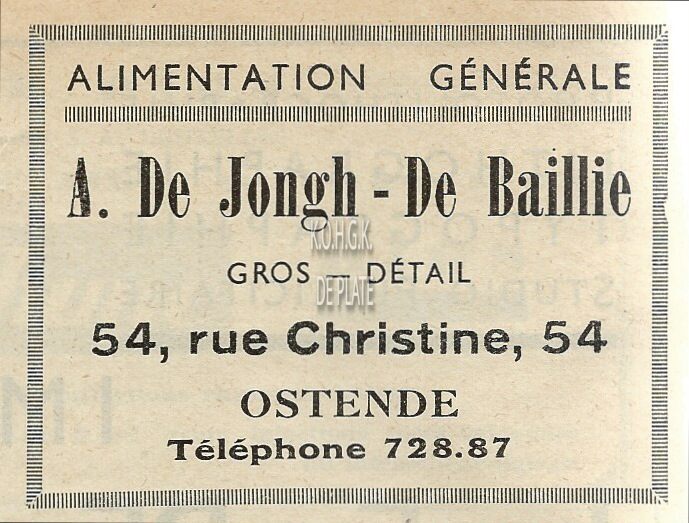 ALIMENTATION GÉNÉRALE
A. De Jongh - De Baillie
K.O.H.G.K.
GROS — DÉTAIL
DE PLATE
54, rue Christine, 54
OSTENDE
Téléphone 728.87